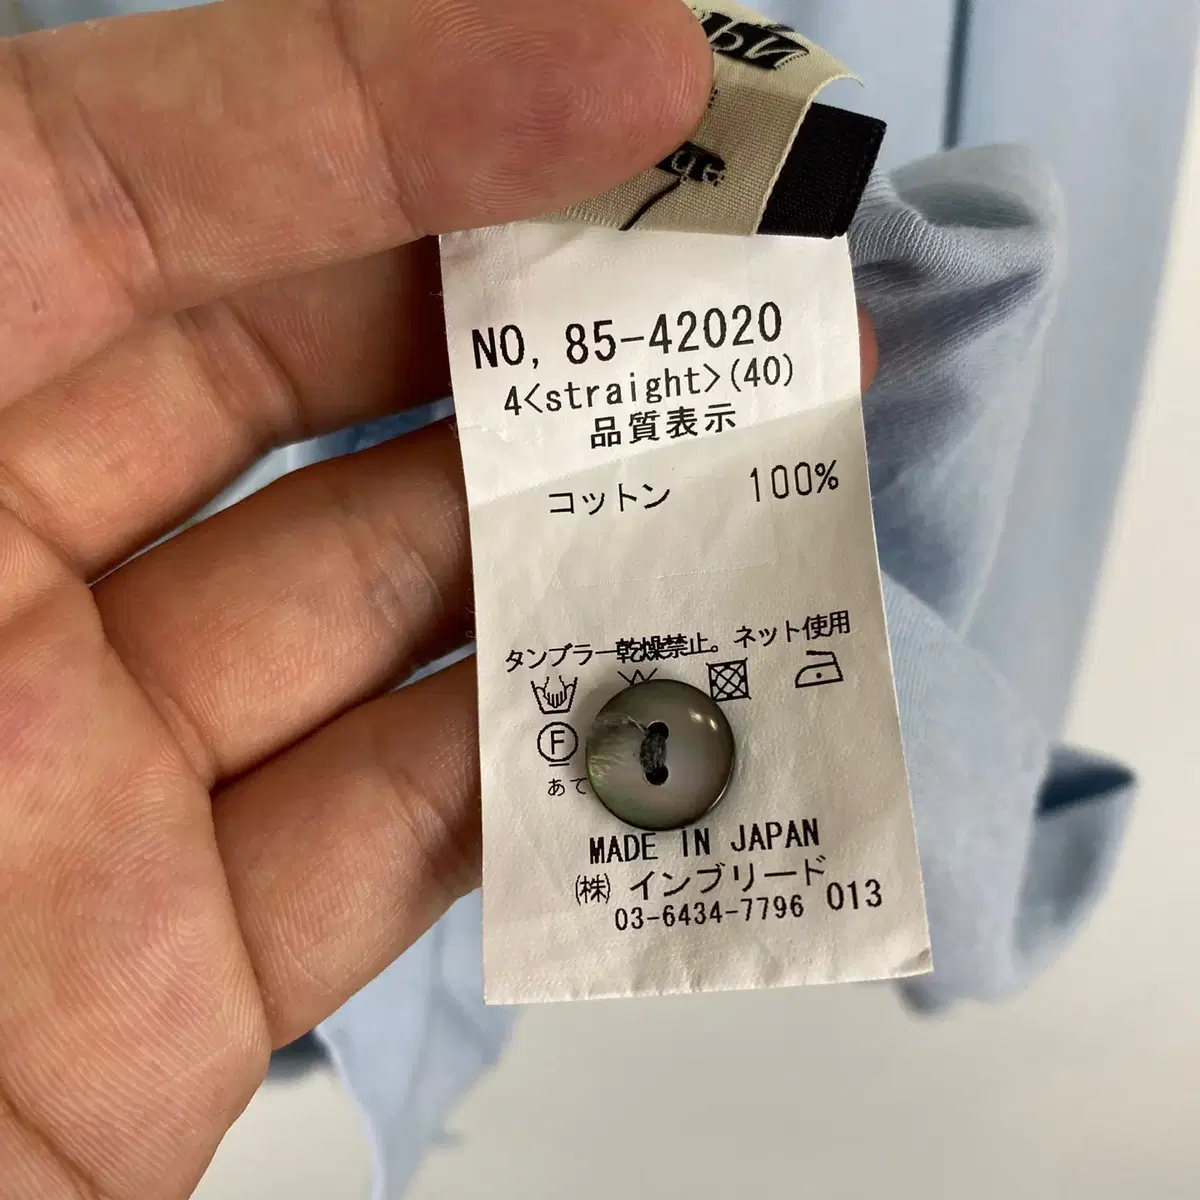 NO, 85-42020
4<straight>(40)
品質表示
コットン 100%
タンブラー乾燥禁止。ネット使用
F
あて
MADE IN JAPAN
㈱ インブリード
03-6434-7796 013